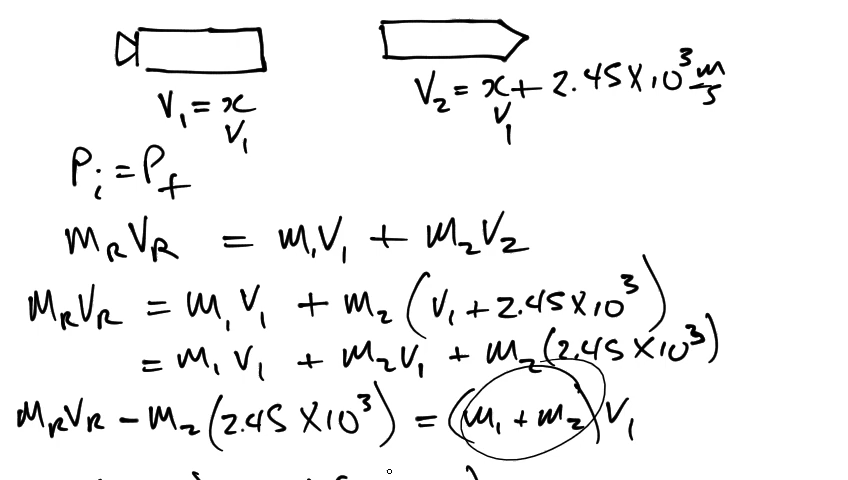 V₁ = x
V₁
V₂ = x + 2.45 X 10³ m/s
V₁
Pᵢ = P_f
m_R V_R = m₁V₁ + m₂V₂
m_R V_R = m₁ V₁ + m₂ (V₁ + 2.45 X 10³)
= m₁ V₁ + m₂V₁ + m₂(2.45 X 10³)
m_R V_R - m₂(2.45 X 10³) = (m₁ + m₂)V₁